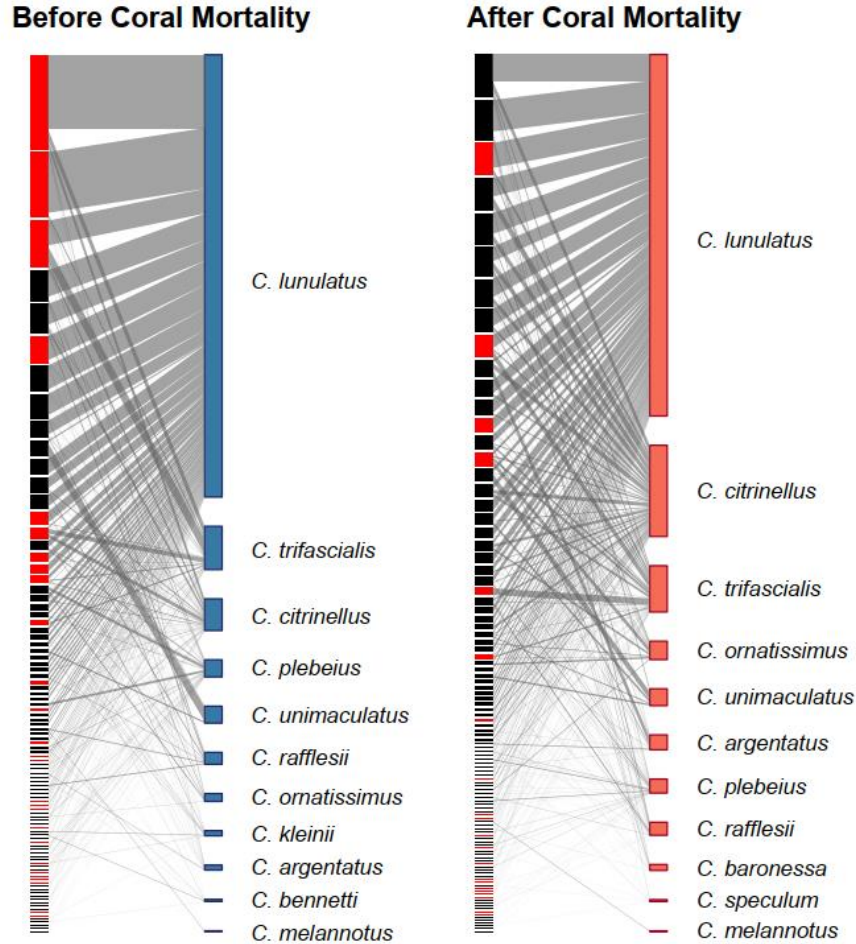 Before Coral Mortality
C. lunulatus
C. trifascialis
C. citrinellus
C. plebeius
C. unimaculatus
C. rafflesii
C. ornatissimus
C. kleinii
C. argentatus
C. bennetti
C. melannotus
After Coral Mortality
C. lunulatus
C. citrinellus
C. trifascialis
C. ornatissimus
C. unimaculatus
C. argentatus
C. plebeius
C. rafflesii
C. baronessa
C. speculum
C. melannotus